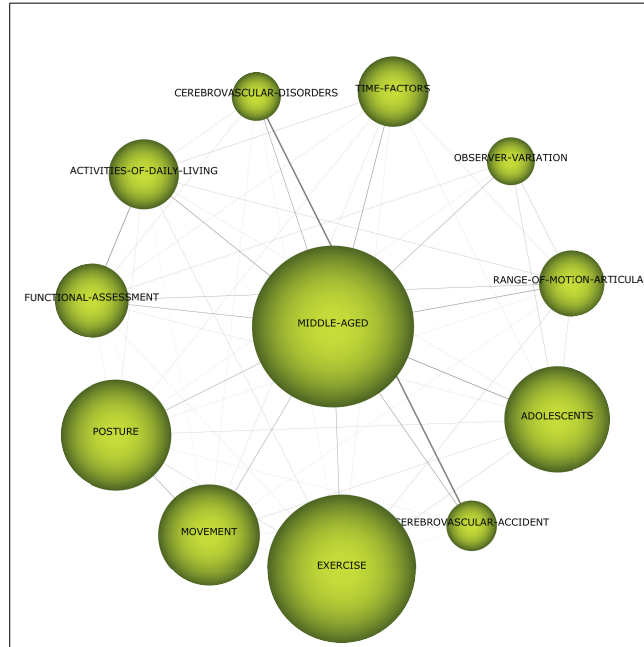 TIME-FACTORS
CEREBROVASCULAR-DISORDERS
OBSERVER-VARIATION
ACTIVITIES-OF-DAILY-LIVING
RANGE-OF-MOTION-ARTICULA
FUNCTIONAL-ASSESSMENT
MIDDLE-AGED
ADOLESCENTS
POSTURE
CEREBROVASCULAR-ACCIDENT
MOVEMENT
EXERCISE